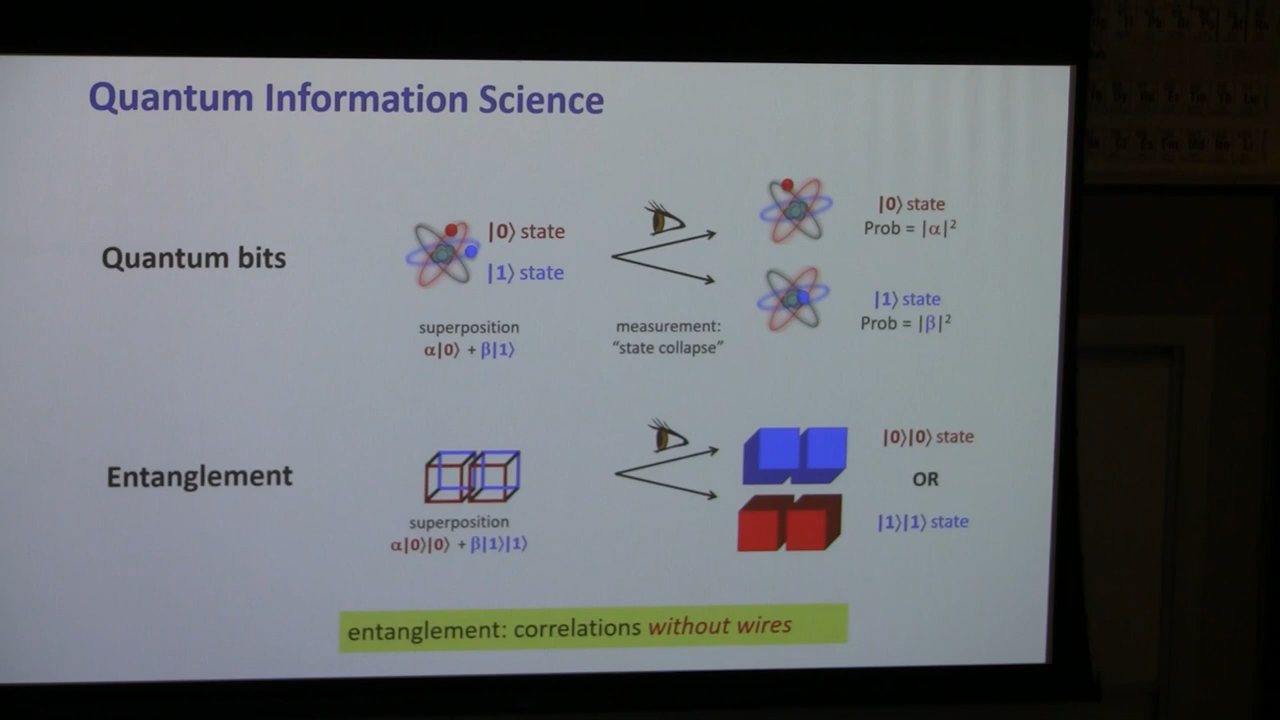 Quantum Information Science
Quantum bits
|0⟩ state
|1⟩ state
superposition
α|0⟩ + β|1⟩
measurement:
“state collapse”
|0⟩ state
Prob = |α|²
|1⟩ state
Prob = |β|²
Entanglement
superposition
α|0⟩|0⟩ + β|1⟩|1⟩
|0⟩|0⟩ state
OR
|1⟩|1⟩ state
entanglement: correlations without wires